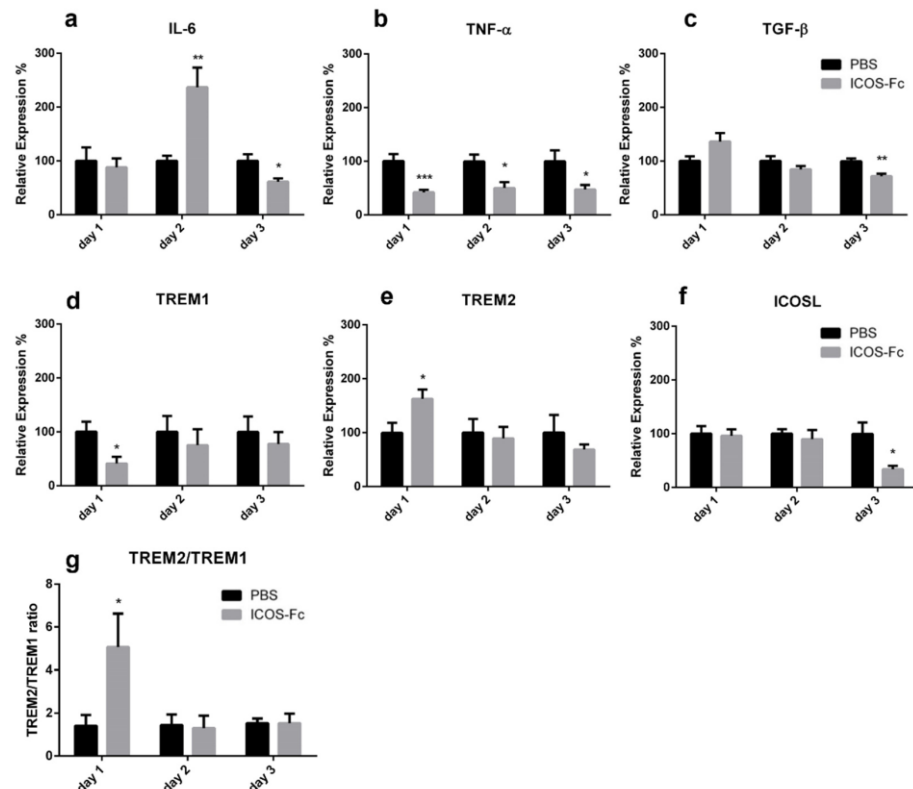 a
IL-6
Relative Expression %
300
200
100
0
**
*
day 1
day 2
day 3
b
TNF-α
Relative Expression %
300
200
100
0
***
*
*
day 1
day 2
day 3
c
TGF-β
Relative Expression %
300
200
100
0
PBS
ICOS-Fc
**
day 1
day 2
day 3
d
TREM1
Relative Expression %
300
200
100
0
*
day 1
day 2
day 3
e
TREM2
Relative Expression %
300
200
100
0
*
day 1
day 2
day 3
f
ICOSL
Relative Expression %
300
200
100
0
PBS
ICOS-Fc
*
day 1
day 2
day 3
g
TREM2/TREM1
TREM2/TREM1 ratio
8
6
4
2
0
*
PBS
ICOS-Fc
day 1
day 2
day 3